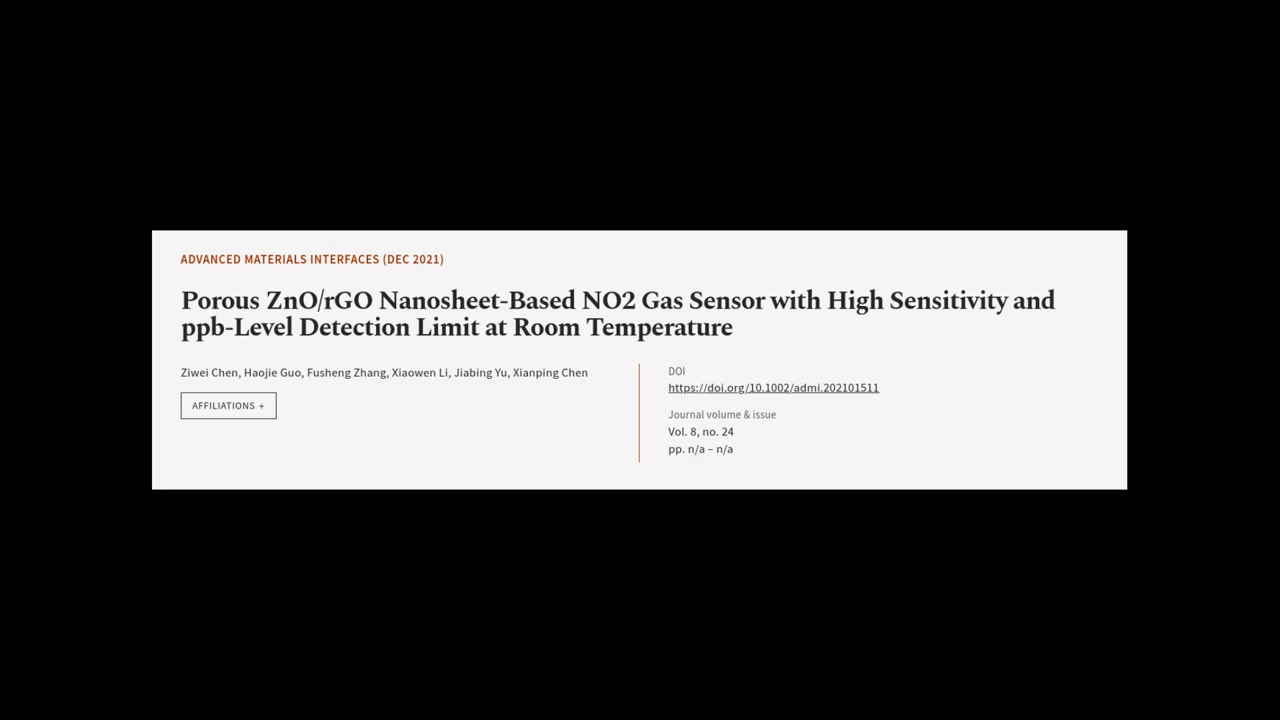 ADVANCED MATERIALS INTERFACES (DEC 2021)
Porous ZnO/rGO Nanosheet-Based NO2 Gas Sensor with High Sensitivity and
ppb-Level Detection Limit at Room Temperature
Ziwei Chen, Haojie Guo, Fusheng Zhang, Xiaowen Li, Jiabing Yu, Xianping Chen
AFFILIATIONS +
DOI
https://doi.org/10.1002/admi.202101511
Journal volume & issue
Vol. 8, no. 24
pp. n/a – n/a